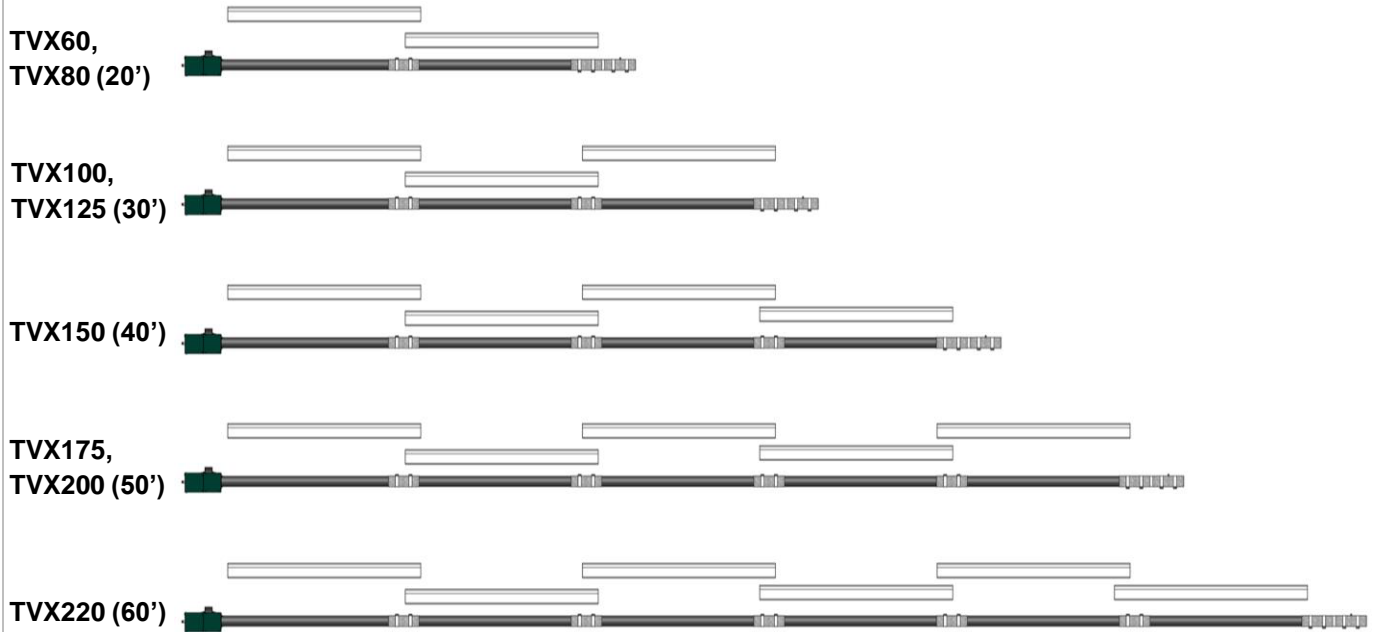 TVX60,
TVX80 (20’)
TVX100,
TVX125 (30’)
TVX150 (40’)
TVX175,
TVX200 (50’)
TVX220 (60’)